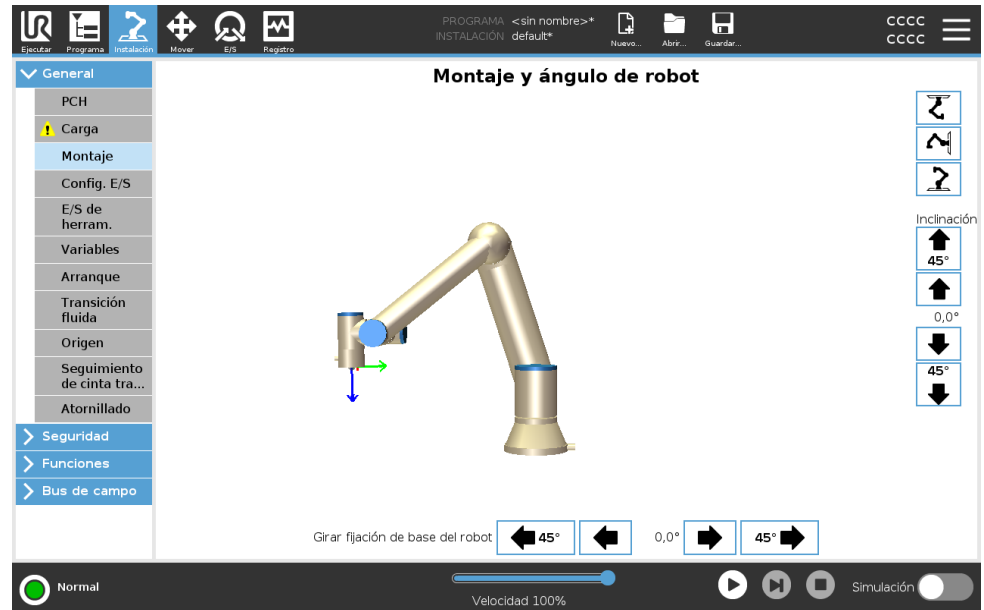 UR
PROGRAMA <sin nombre>*
INSTALACIÓN default*
Ejecutar Programa Instalación Mover E/S Registro
Nuevo... Abrir... Guardar...
CCCC
CCCC
General
PCH
Carga
Montaje
Config. E/S
E/S de
herram.
Variables
Arranque
Transición
fluida
Origen
Seguimiento
de cinta tra...
Atornillado
Seguridad
Funciones
Bus de campo
Montaje y ángulo de robot
Inclinación
45°
0,0°
45°
Girar fijación de base del robot 45° 0,0° 45°
Normal
Velocidad 100%
Simulación